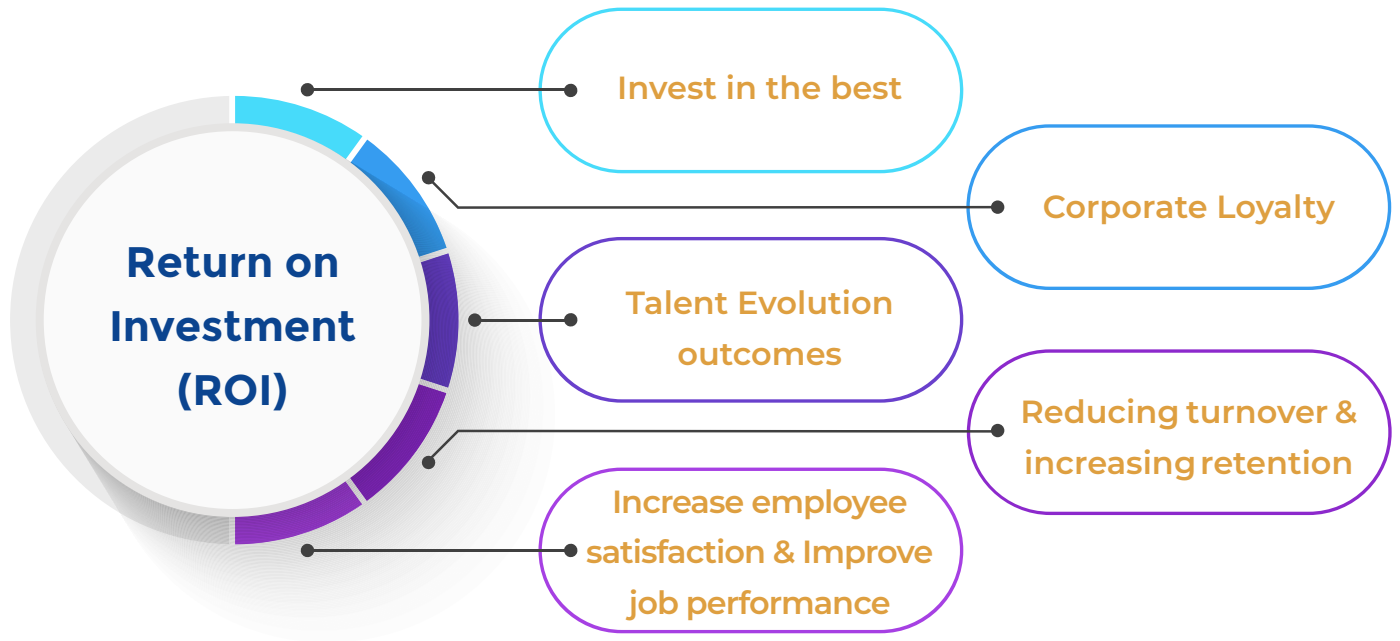 Return on
Investment
(ROI)
Invest in the best
Corporate Loyalty
Talent Evolution
outcomes
Reducing turnover &
increasing retention
Increase employee
satisfaction & Improve
job performance